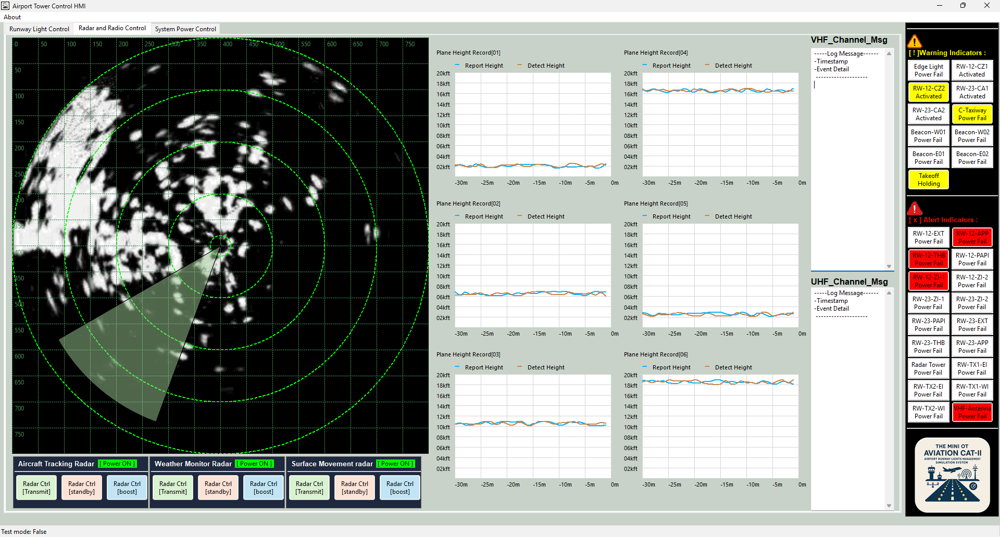 Airport Tower Control HMI
About
Runway Light Control
Radar and Radio Control
System Power Control
0 50 100 150 200 250 300 350 400 450 500 550 600 650 700 750
50
100
150
200
250
300
350
400
450
500
550
600
650
700
750
Aircraft Tracking Radar [ Power ON ]
Radar Ctrl
[Transmit]
Radar Ctrl
[standby]
Radar Ctrl
[boost]
Weather Monitor Radar [ Power ON ]
Radar Ctrl
[Transmit]
Radar Ctrl
[standby]
Radar Ctrl
[boost]
Surface Movement radar [ Power ON ]
Radar Ctrl
[Transmit]
Radar Ctrl
[standby]
Radar Ctrl
[boost]
Plane Height Record[01]
Report Height Detect Height
20kft
18kft
16kft
14kft
12kft
10kft
08kft
06kft
04kft
02kft
-30m -25m -20m -15m -10m -5m 0m
Plane Height Record[02]
Report Height Detect Height
20kft
18kft
16kft
14kft
12kft
10kft
08kft
06kft
04kft
02kft
-30m -25m -20m -15m -10m -5m 0m
Plane Height Record[03]
Report Height Detect Height
20kft
18kft
16kft
14kft
12kft
10kft
08kft
06kft
04kft
02kft
-30m -25m -20m -15m -10m -5m 0m
Plane Height Record[04]
Report Height Detect Height
20kft
18kft
16kft
14kft
12kft
10kft
08kft
06kft
04kft
02kft
-30m -25m -20m -15m -10m -5m 0m
Plane Height Record[05]
Report Height Detect Height
20kft
18kft
16kft
14kft
12kft
10kft
08kft
06kft
04kft
02kft
-30m -25m -20m -15m -10m -5m 0m
Plane Height Record[06]
Report Height Detect Height
20kft
18kft
16kft
14kft
12kft
10kft
08kft
06kft
04kft
02kft
-30m -25m -20m -15m -10m -5m 0m
VHF_Channel_Msg
-----Log Message------
-Timestamp
-Event Detail
--------------------
UHF_Channel_Msg
-----Log Message------
-Timestamp
-Event Detail
--------------------
[ ! ]Warning Indicators :
Edge Light
Power Fail
RW-12-CZ1
Activated
RW-12-CZ2
Activated
RW-23-CA1
Activated
RW-23-CA2
Activated
C-Taxiway
Power Fail
Beacon-W01
Power Fail
Beacon-W02
Power Fail
Beacon-E01
Power Fail
Beacon-E02
Power Fail
Takeoff
Holding
[ x ] Alert Indicators :
RW-12-EXT
Power Fail
RW-12-APP
Power Fail
RW-12-THB
Power Fail
RW-12-PAPI
Power Fail
RW-12-ZI-1
Power Fail
RW-12-ZI-2
Power Fail
RW-23-ZI-1
Power Fail
RW-23-ZI-2
Power Fail
RW-23-PAPI
Power Fail
RW-23-EXT
Power Fail
RW-23-THB
Power Fail
RW-23-APP
Power Fail
Radar Tower
Power Fail
RW-TX1-EI
Power Fail
RW-TX2-EI
Power Fail
RW-TX1-WI
Power Fail
RW-TX2-WI
Power Fail
VHF-Antenna
Power Fail
THE MINI OT
AVIATION CAT-II
AIRPORT RUNWAY LIGHTS MANAGEMENT
SIMULATION SYSTEM
Test mode: False